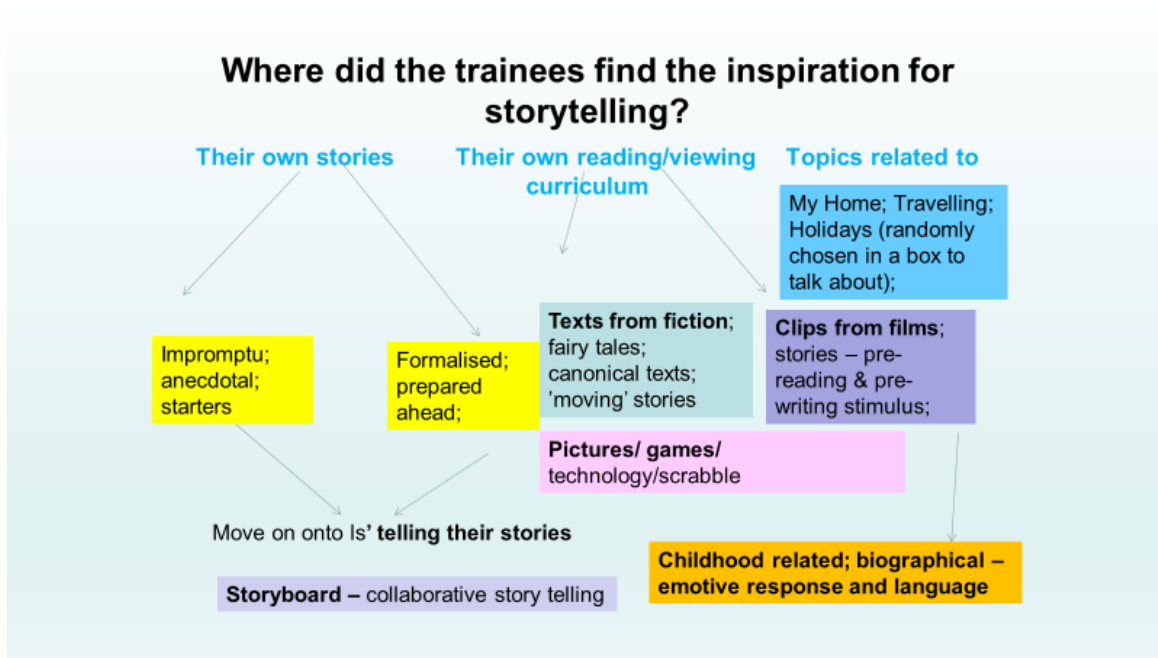 Where did the trainees find the inspiration for
storytelling?
Their own stories
Their own reading/viewing
curriculum
Topics related to
My Home; Travelling;
Holidays (randomly
chosen in a box to
talk about);
Impromptu;
anecdotal;
starters
Formalised;
prepared
ahead;
Texts from fiction;
fairy tales;
canonical texts;
'moving' stories
Clips from films;
stories – pre-
reading & pre-
writing stimulus;
Pictures/ games/
technology/scrabble
Move on onto ls' telling their stories
Storyboard – collaborative story telling
Childhood related; biographical –
emotive response and language